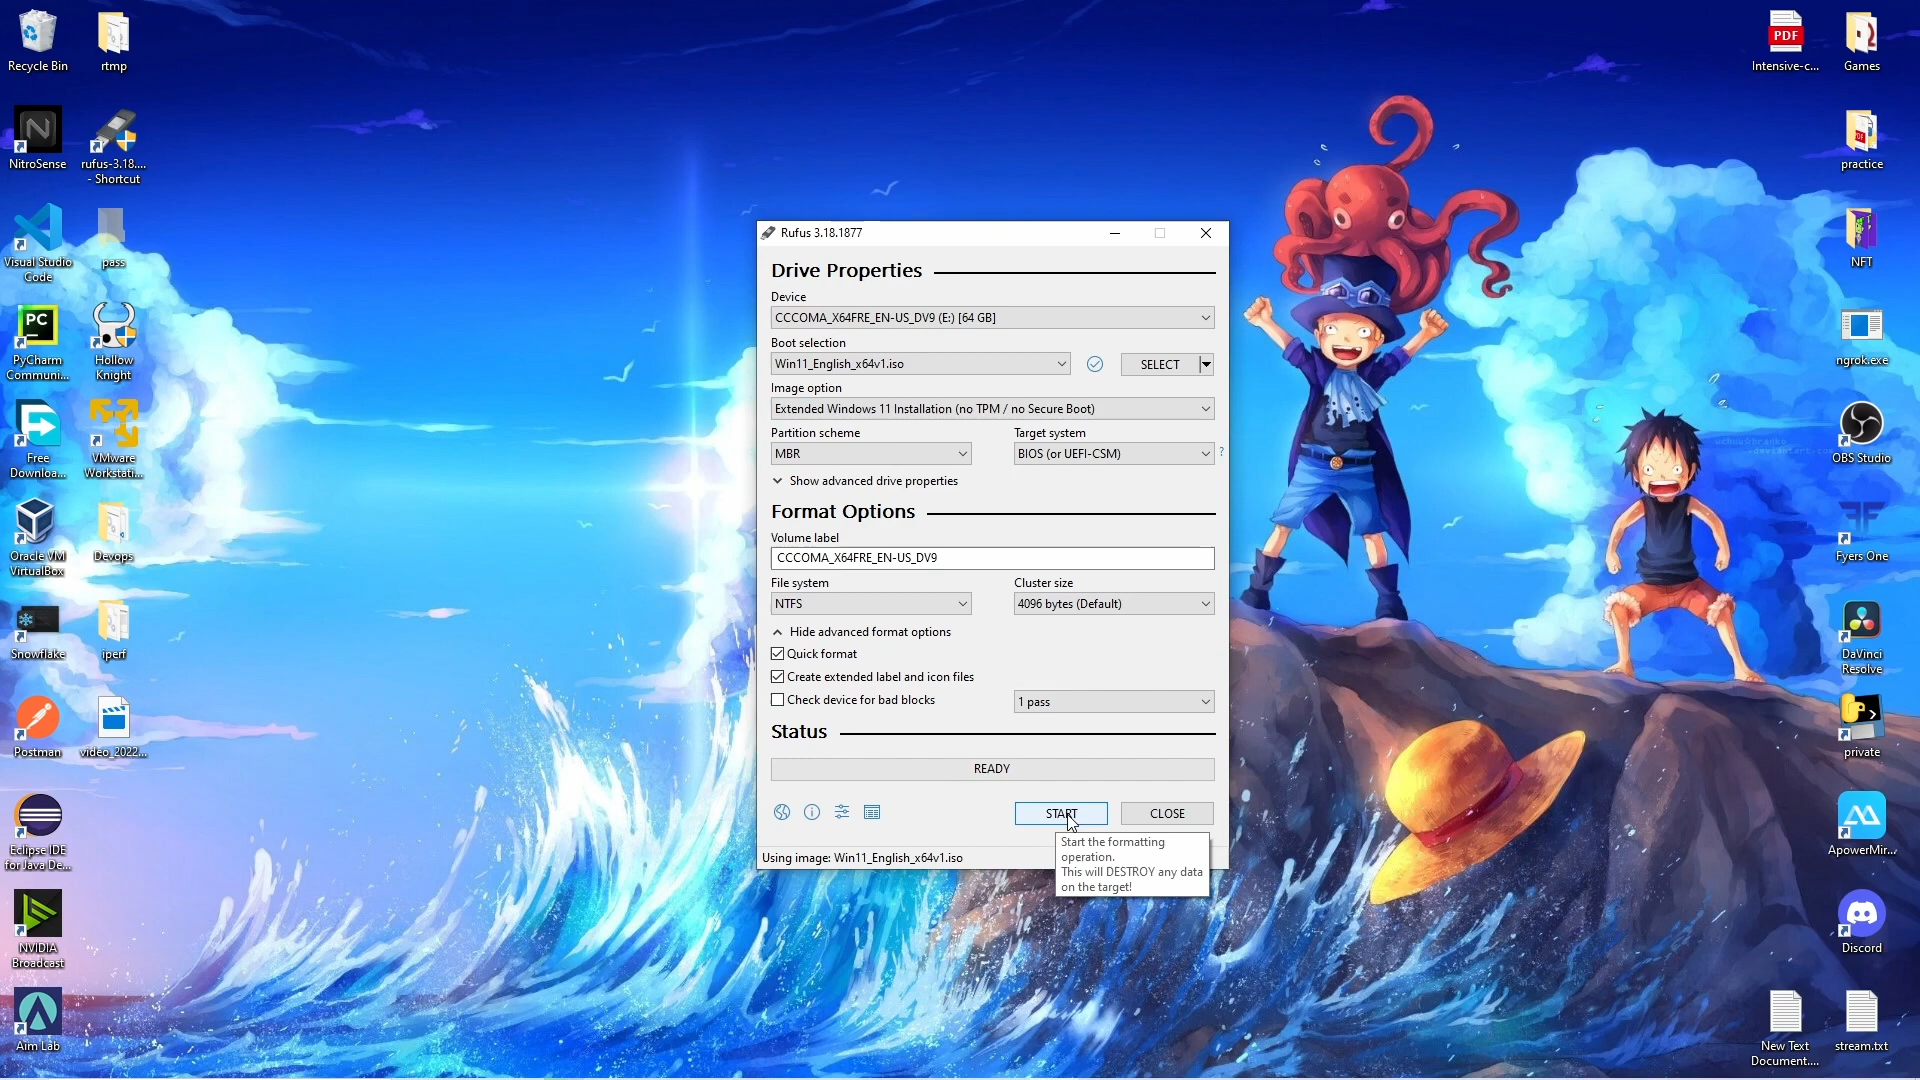 Recycle Bin
rtmp
NitroSense
rufus-3.18....
- Shortcut
Visual Studio
Code
pass
PC
PyCharm
Communi...
Hollow
Knight
Free
Downloa...
VMware
Workstati...
Oracle VM
VirtualBox
Devops
Snowflake
iperf
Postman
video_2022...
Eclipse IDE
for Java De...
NVIDIA
Broadcast
Aim Lab
Rufus 3.18.1877
Drive Properties
Device
CCCOMA_X64FRE_EN-US_DV9 (E:) [64 GB]
Boot selection
Win11_English_x64v1.iso
SELECT
Image option
Extended Windows 11 Installation (no TPM / no Secure Boot)
Partition scheme
Target system
MBR
BIOS (or UEFI-CSM)
?
Show advanced drive properties
Format Options
Volume label
CCCOMA_X64FRE_EN-US_DV9
File system
Cluster size
NTFS
4096 bytes (Default)
Hide advanced format options
Quick format
Create extended label and icon files
Check device for bad blocks
1 pass
Status
READY
START
CLOSE
Using image: Win11_English_x64v1.iso
Start the formatting
operation.
This will DESTROY any data
on the target!
PDF
Intensive-c...
Games
practice
NFT
ngrok.exe
OBS Studio
Fyers One
DaVinci
Resolve
private
ApowerMir...
Discord
New Text
Document....
stream.txt